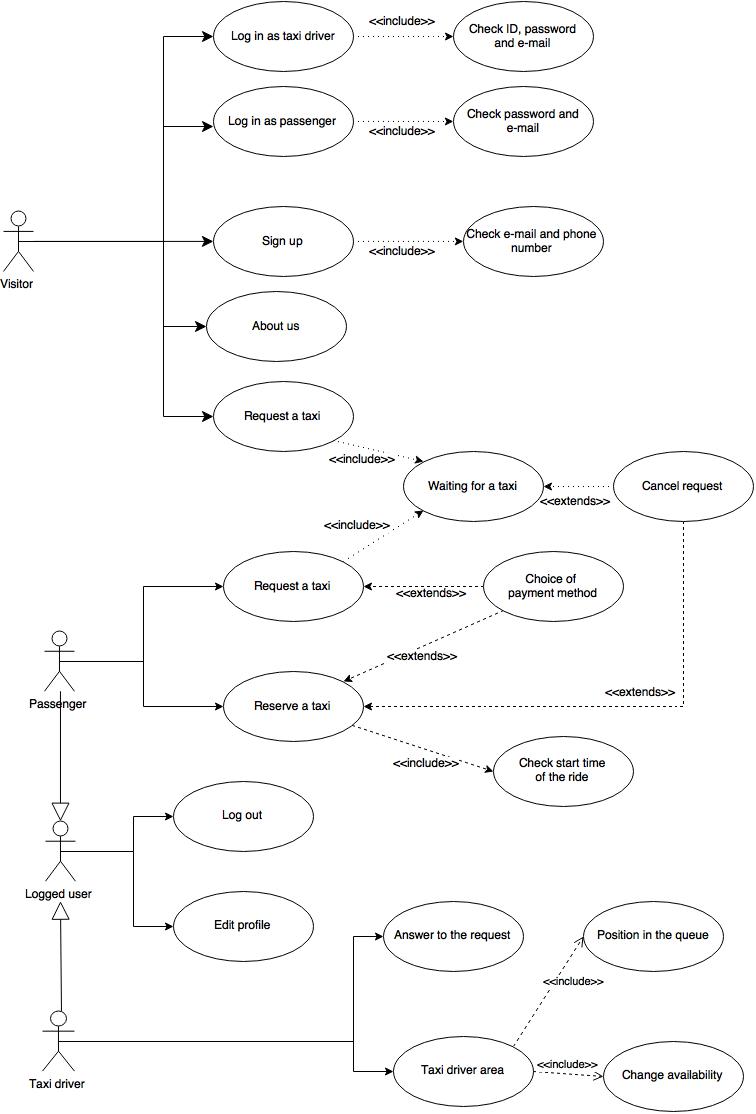 <<include>>
Log in as taxi driver
Check ID, password
and e-mail
Log in as passenger
Check password and
e-mail
<<include>>
Sign up
Check e-mail and phone
number
<<include>>
Visitor
About us
Request a taxi
<<include>>
Waiting for a taxi
Cancel request
<<extends>>
<<include>>
Request a taxi
Choice of
payment method
<<extends>>
<<extends>>
Passenger
Reserve a taxi
<<extends>>
<<include>>
Check start time
of the ride
Log out
Logged user
Edit profile
Answer to the request
Position in the queue
<<include>>
Taxi driver
Taxi driver area
<<include>>
Change availability